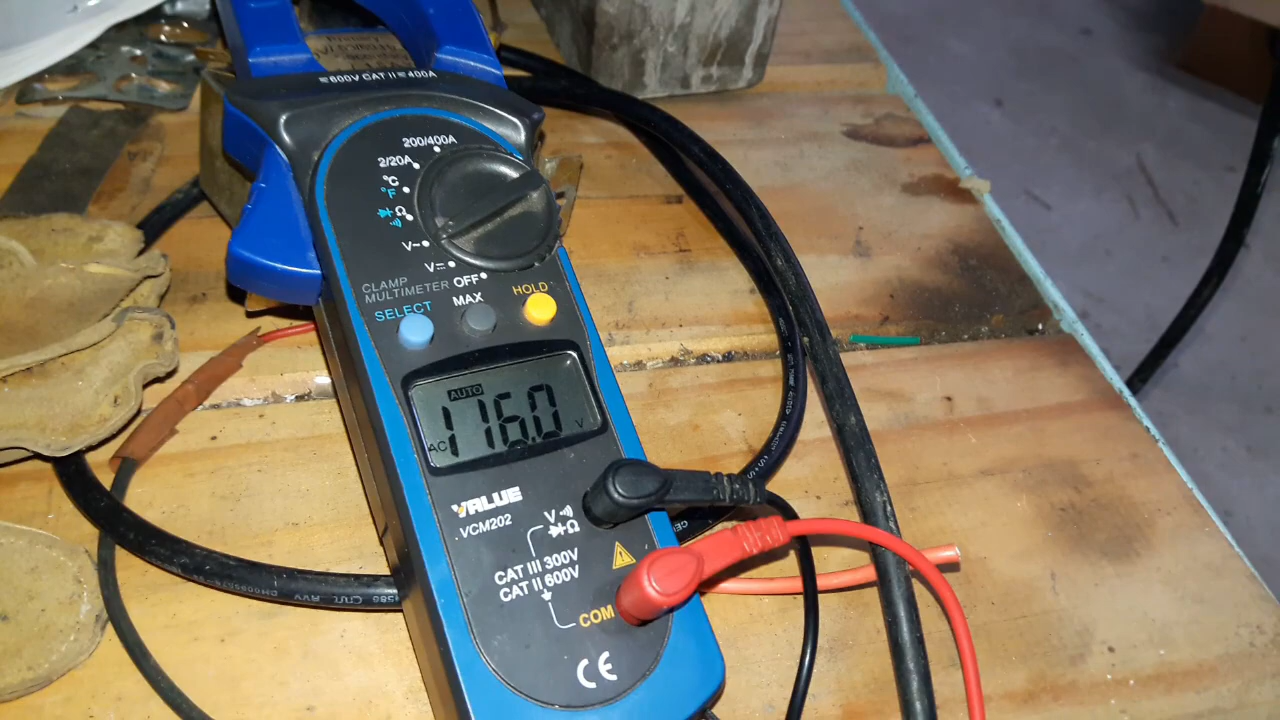 ≂600V CAT II ≂400A
200/400A
2/20A
°C
°F
Ω
V~
V⎓
OFF
CLAMP
MULTIMETER
SELECT
MAX
HOLD
AUTO
AC 176.0 V
VALUE
VCM202
V
Ω
CAT III 300V
CAT II 600V
COM
CE